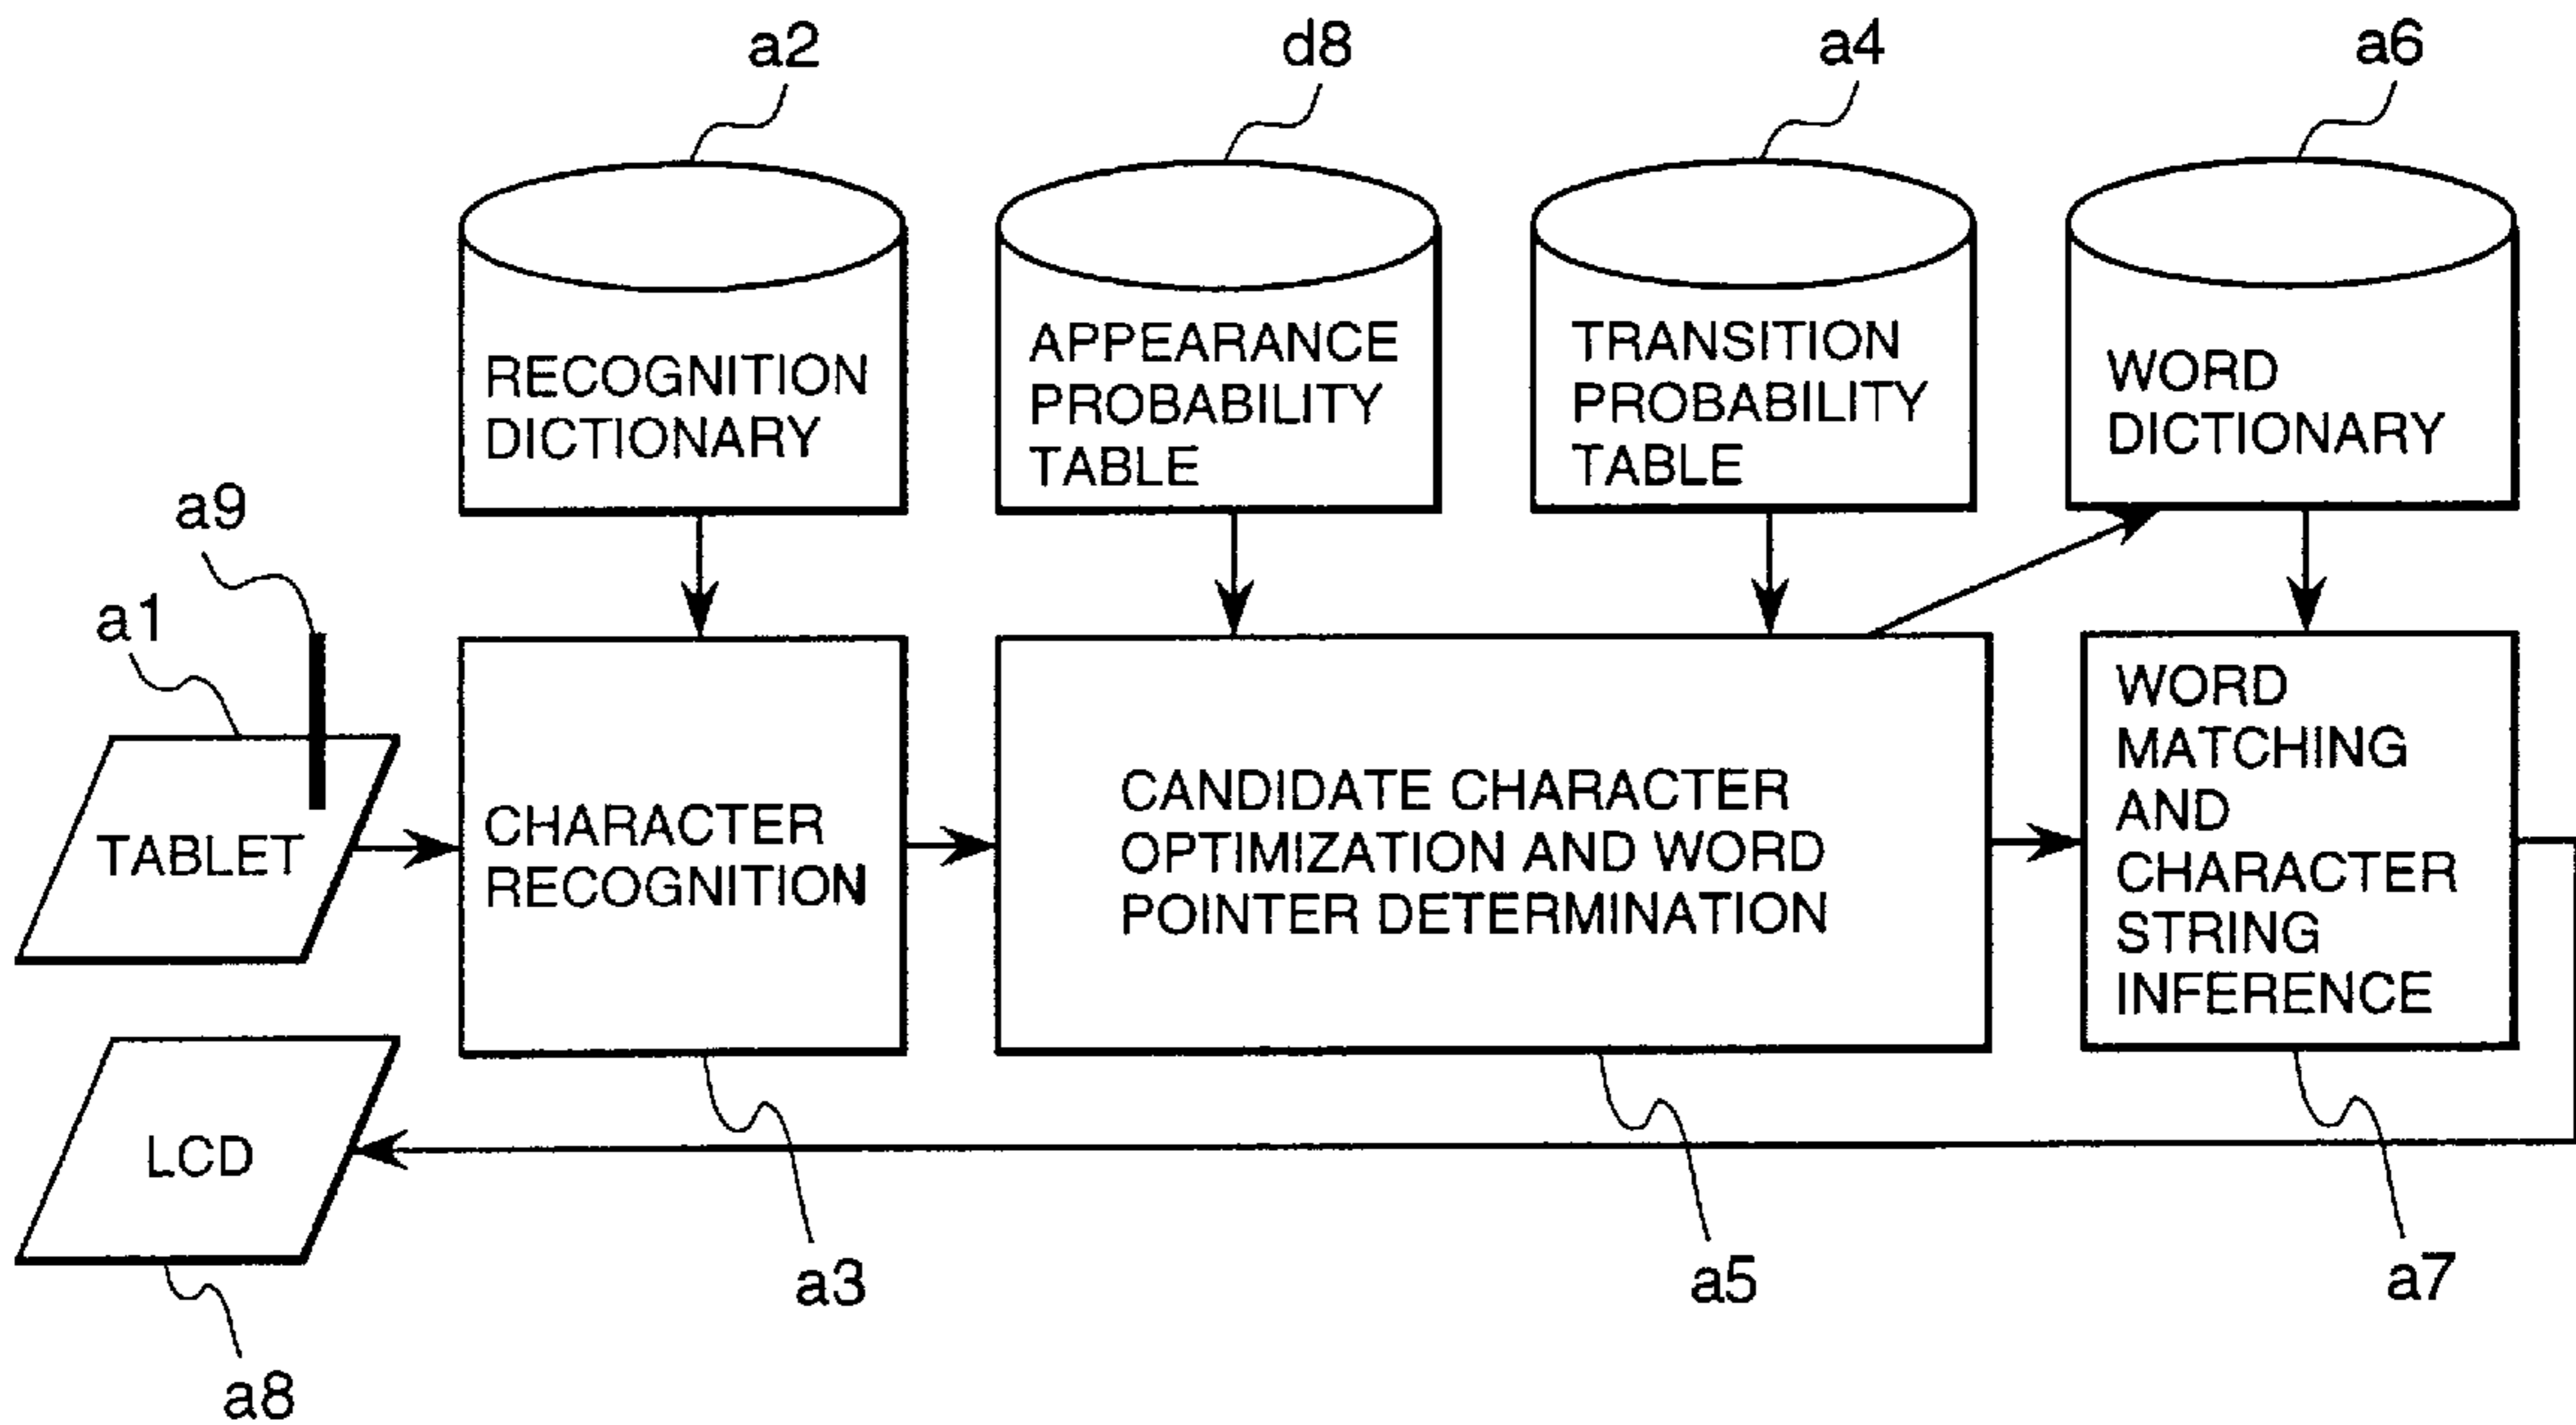 a2
d8
a4
a6
RECOGNITION
DICTIONARY
APPEARANCE
PROBABILITY
TABLE
TRANSITION
PROBABILITY
TABLE
WORD
DICTIONARY
a9
a1
TABLET
CHARACTER
RECOGNITION
CANDIDATE CHARACTER
OPTIMIZATION AND WORD
POINTER DETERMINATION
WORD
MATCHING
AND
CHARACTER
STRING
INFERENCE
LCD
a3
a5
a7
a8